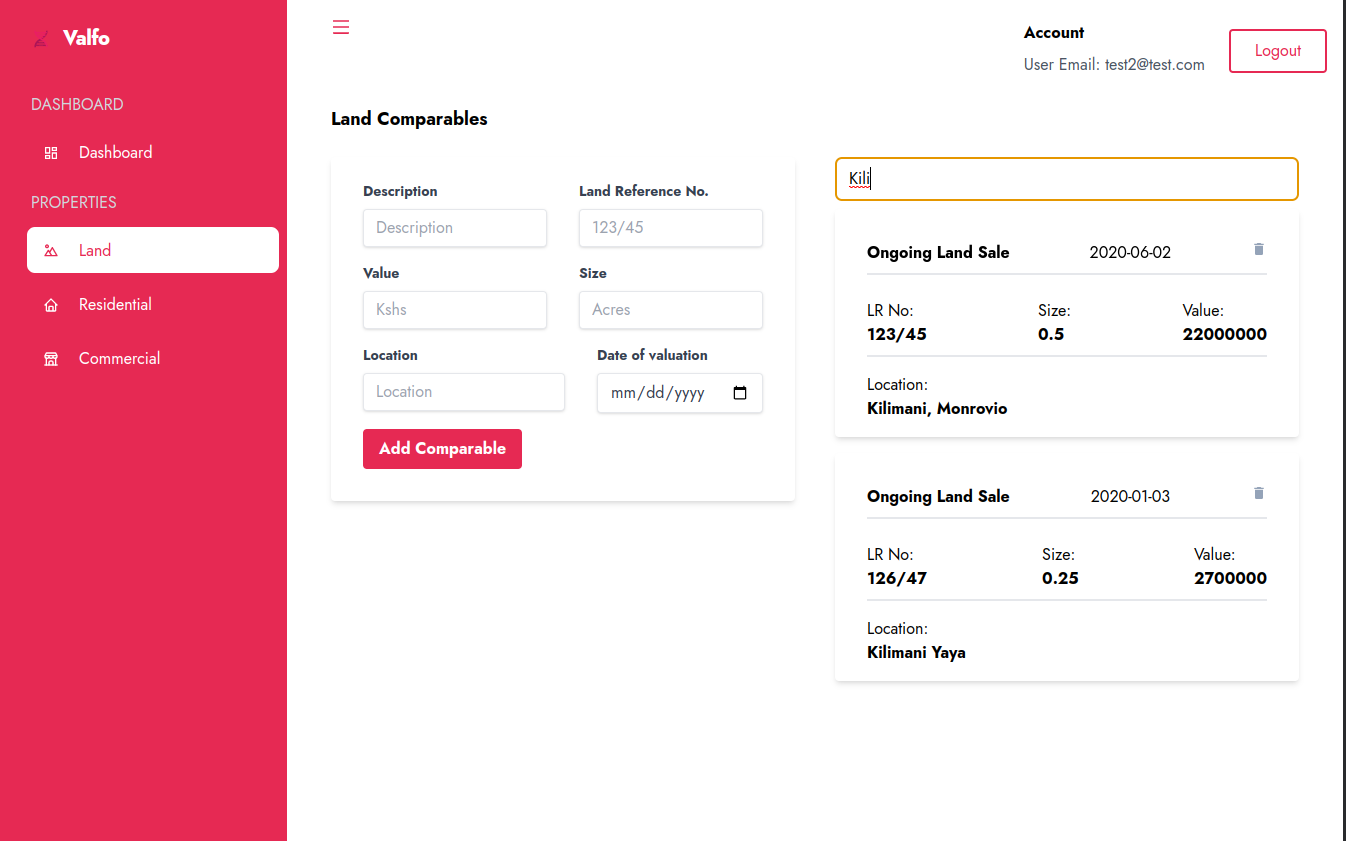 Valfo
DASHBOARD
Dashboard
PROPERTIES
Land
Residential
Commercial
Account
User Email: test2@test.com
Logout
Land Comparables
Description Land Reference No.
Description 123/45
Value Size
Kshs Acres
Location Date of valuation
Location mm/dd/yyyy
Add Comparable
Kili
Ongoing Land Sale 2020-06-02
LR No: Size: Value:
123/45 0.5 22000000
Location:
Kilimani, Monrovio
Ongoing Land Sale 2020-01-03
LR No: Size: Value:
126/47 0.25 2700000
Location:
Kilimani Yaya